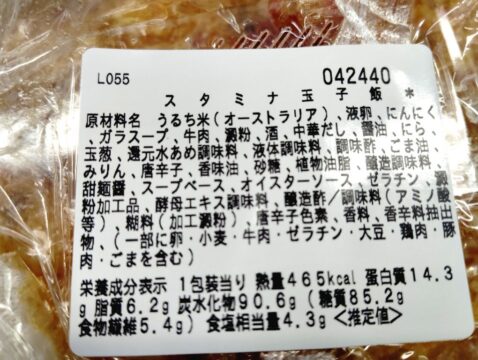 L055 042440
スタミナ玉子飯*
原材料名 うるち米(オーストラリア)、液卵、にんにく
、ガラスープ、牛肉、澱粉、酒、中華だし、醤油、にら、
玉葱、還元水あめ調味料、液体調味料、調味酢、ごま油、
みりん、唐辛子、香味油、砂糖、植物油脂、醸造調味料、
甜麺醤、スープベース、オイスターソース、ゼラチン、澱
粉加工品、酵母エキス調味料、醸造酢/調味料(アミノ酸
等)、糊料(加工澱粉)、唐辛子色素、香料、香辛料抽出
物、(一部に卵・小麦・牛肉・ゼラチン・大豆・鶏肉・豚
肉・ごまを含む)
栄養成分表示 1包装当り 熱量465kcal 蛋白質14.3
g 脂質6.2g 炭水化物90.6g(糖質85.2g
食物繊維5.4g) 食塩相当量4.3g <推定値>